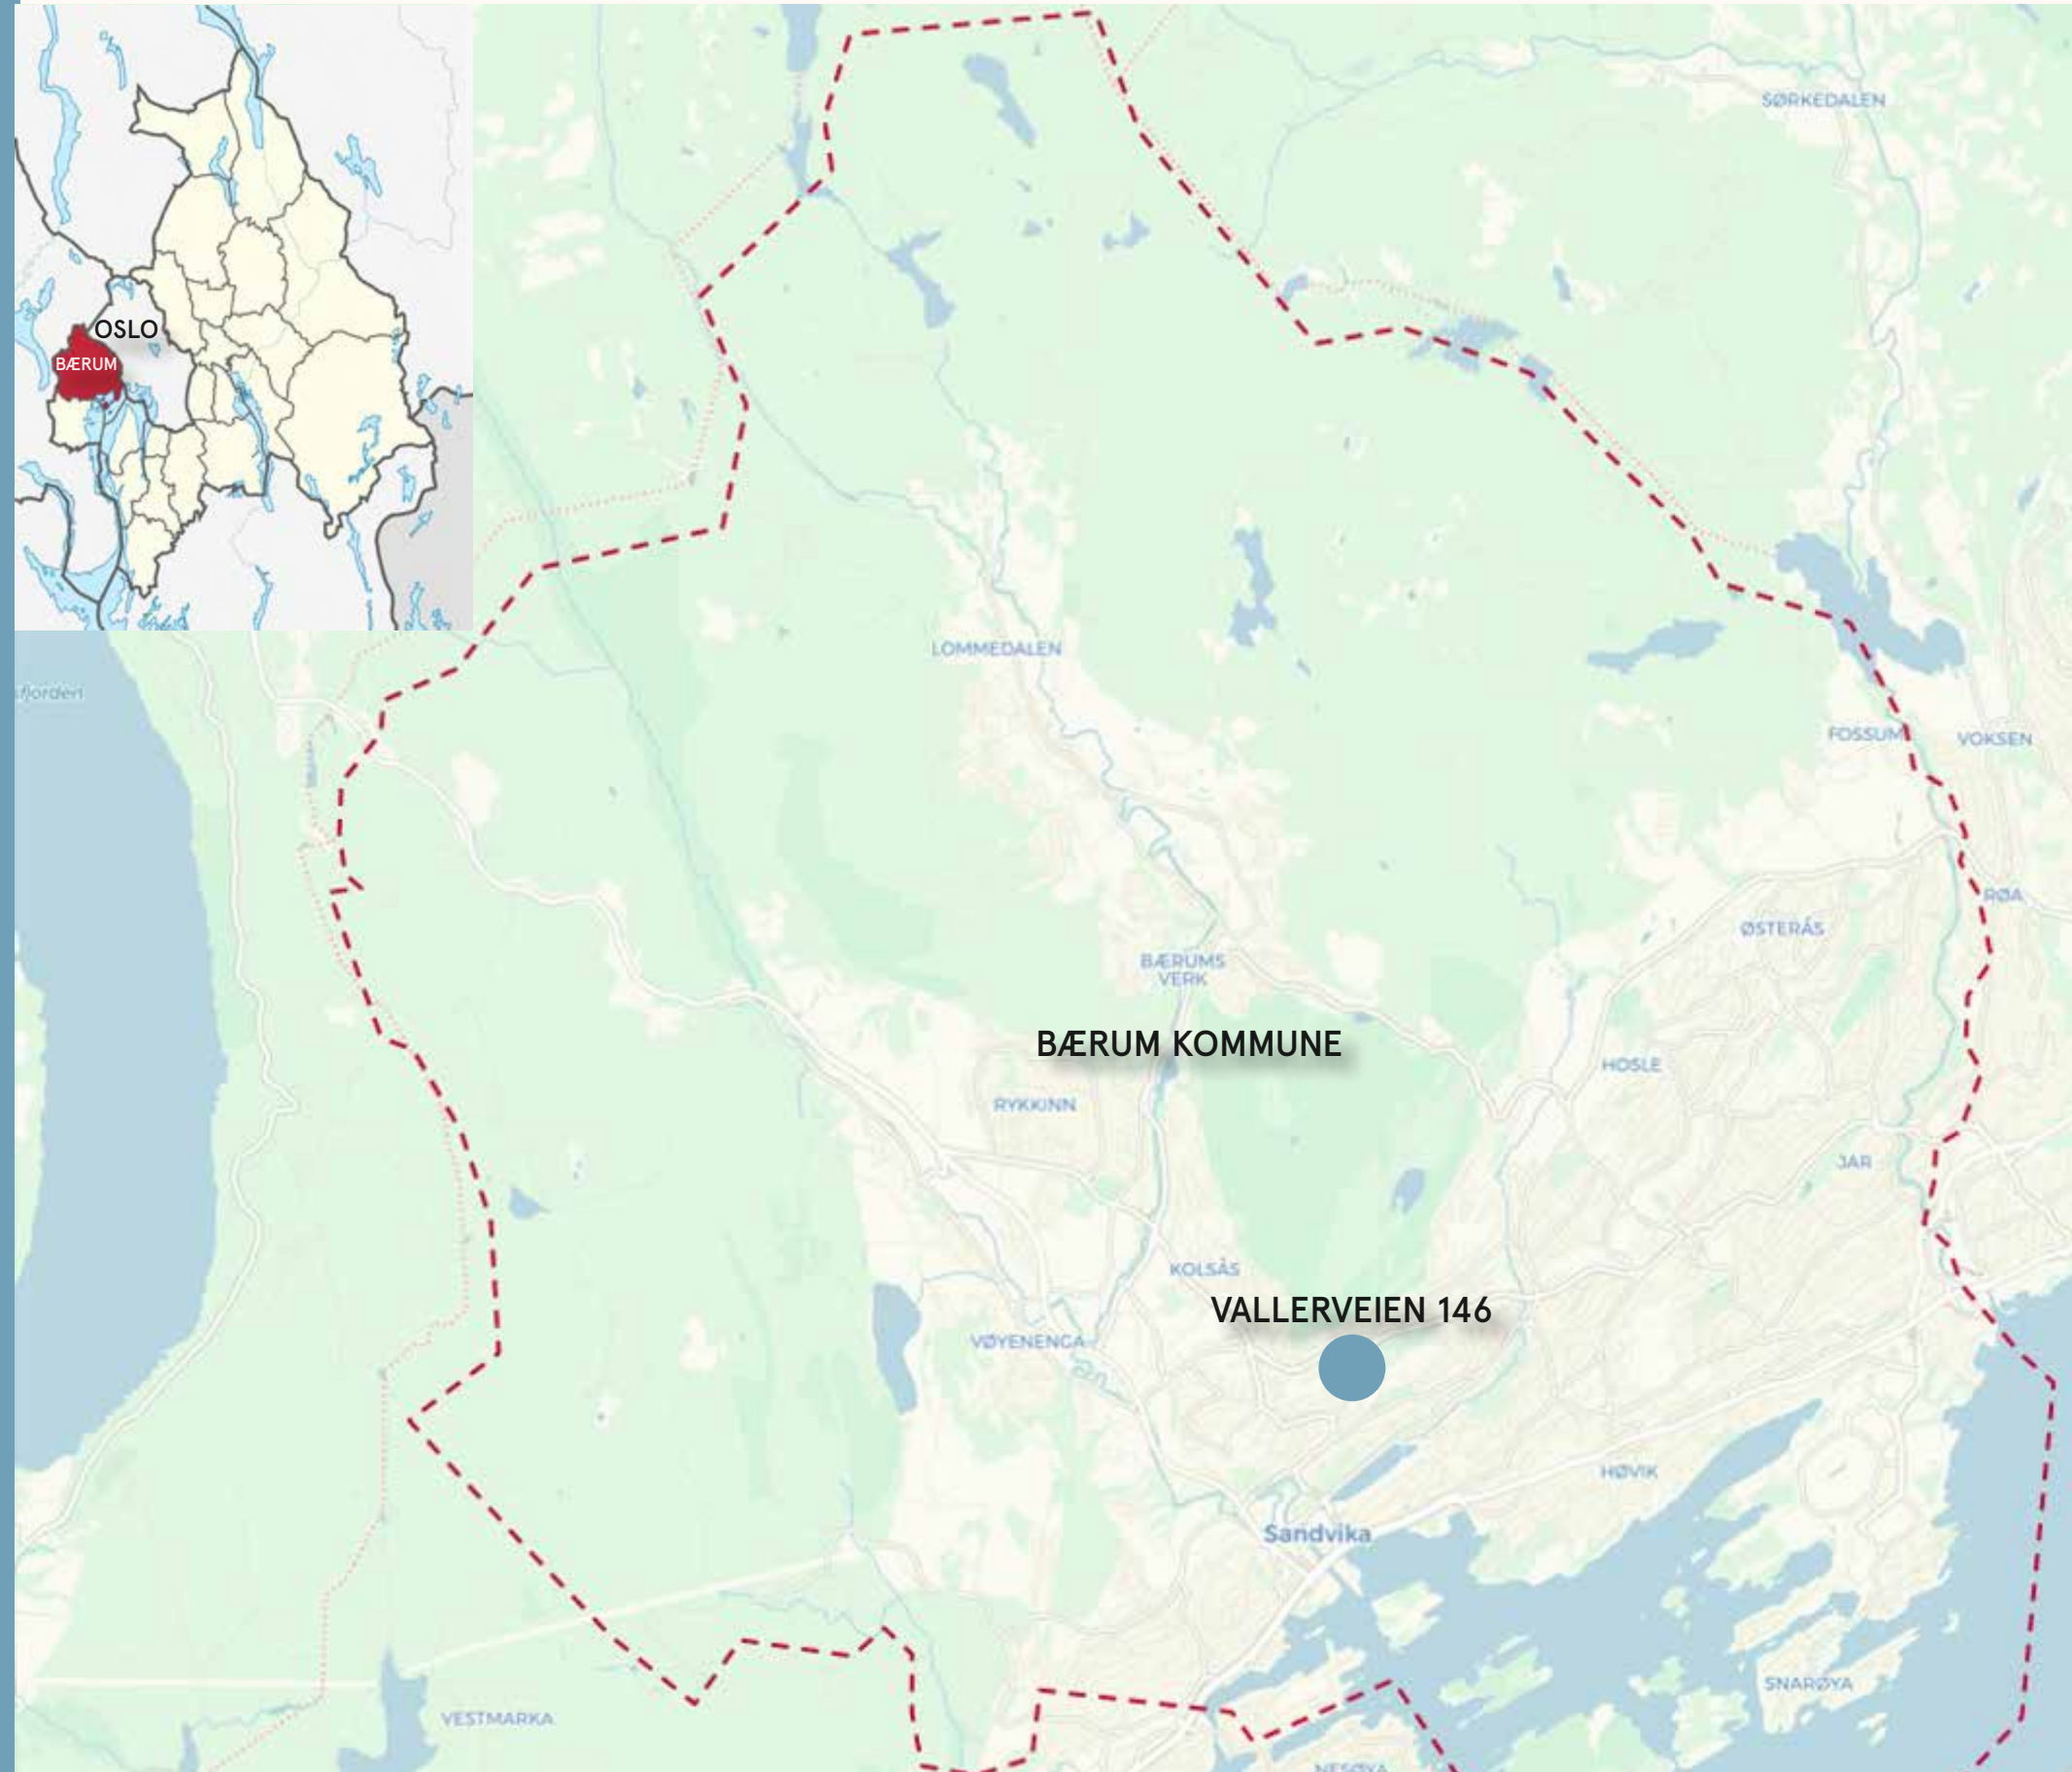 OSLO
BÆRUM
SØRKEDALEN
LOMMEDALEN
FOSSUM
VOKSEN
RØA
ØSTERÅS
BÆRUMS
VERK
BÆRUM KOMMUNE
HOSLE
RYKKINN
JAR
KOLSÅS
VALLERVEIEN 146
VØYENENGA
HØVIK
Sandvika
SNARØYA
VESTMARKA
NESØYA